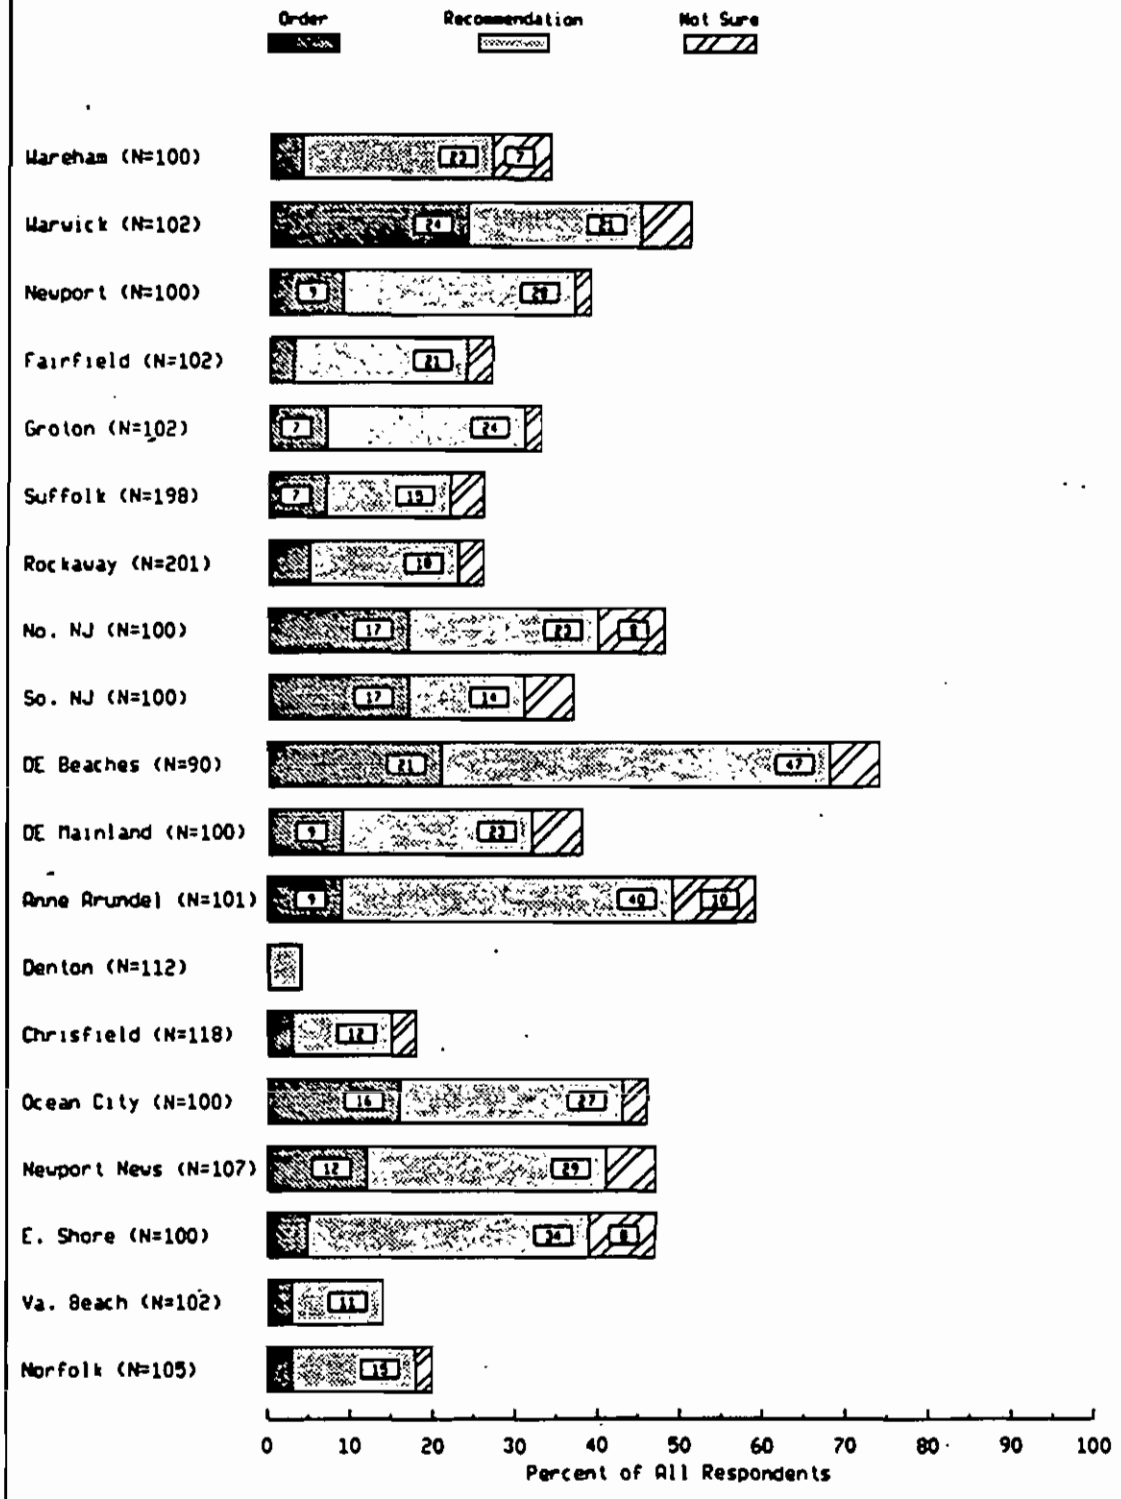 Order Recommendation Not Sure
Wareham (N=100) 23 7
Warwick (N=102) 24 21
Newport (N=100) 9 28
Fairfield (N=102) 21
Groton (N=102) 7 24
Suffolk (N=198) 7 15
Rockaway (N=201) 18
No. NJ (N=100) 17 23 8
So. NJ (N=100) 17 14
DE Beaches (N=90) 21 47
DE Mainland (N=100) 9 23
Anne Arundel (N=101) 9 40 10
Denton (N=112)
Chrisfield (N=118) 12
Ocean City (N=100) 16 27
Newport News (N=107) 12 29
E. Shore (N=100) 34 8
Va. Beach (N=102) 11
Norfolk (N=105) 15
0 10 20 30 40 50 60 70 80 90 100
Percent of All Respondents